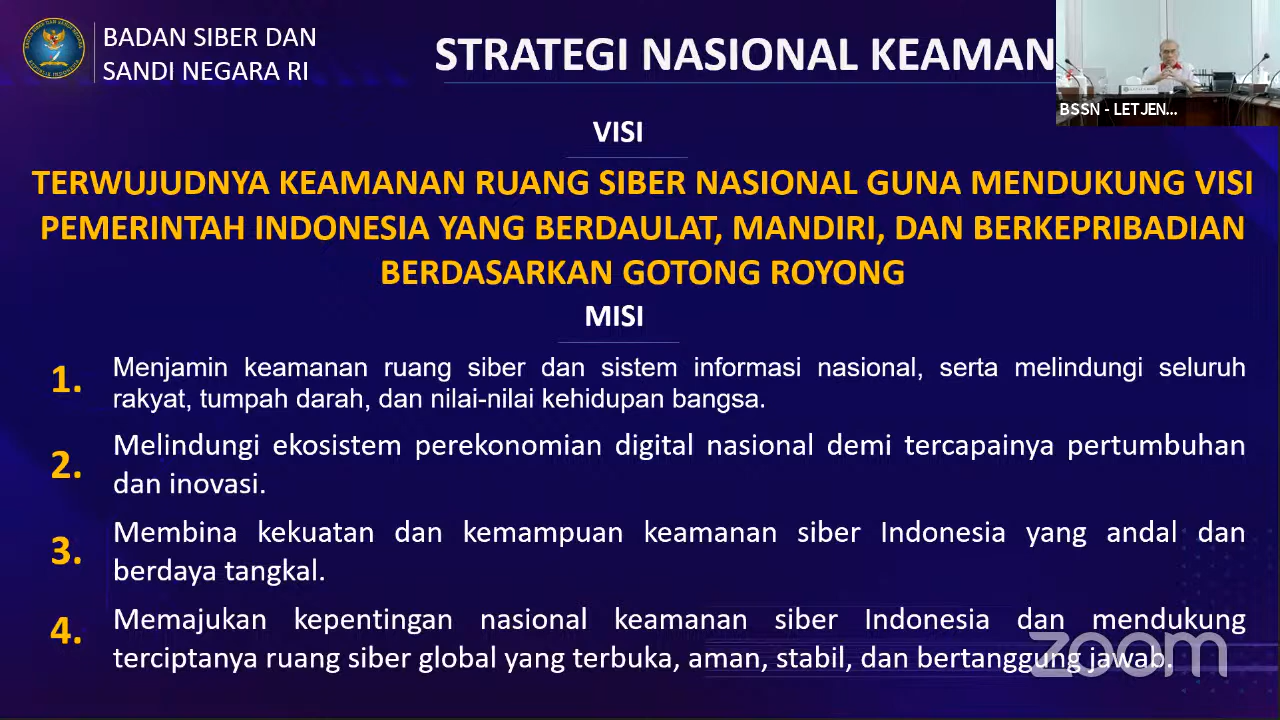 BADAN SIBER DAN
SANDI NEGARA RI
STRATEGI NASIONAL KEAMAN
BSSN - LETJEN...
VISI
TERWUJUDNYA KEAMANAN RUANG SIBER NASIONAL GUNA MENDUKUNG VISI
PEMERINTAH INDONESIA YANG BERDAULAT, MANDIRI, DAN BERKEPRIBADIAN
BERDASARKAN GOTONG ROYONG
MISI
1. Menjamin keamanan ruang siber dan sistem informasi nasional, serta melindungi seluruh
rakyat, tumpah darah, dan nilai-nilai kehidupan bangsa.
2. Melindungi ekosistem perekonomian digital nasional demi tercapainya pertumbuhan
dan inovasi.
3. Membina kekuatan dan kemampuan keamanan siber Indonesia yang andal dan
berdaya tangkal.
4. Memajukan kepentingan nasional keamanan siber Indonesia dan mendukung
terciptanya ruang siber global yang terbuka, aman, stabil, dan bertanggung jawab.
zoom